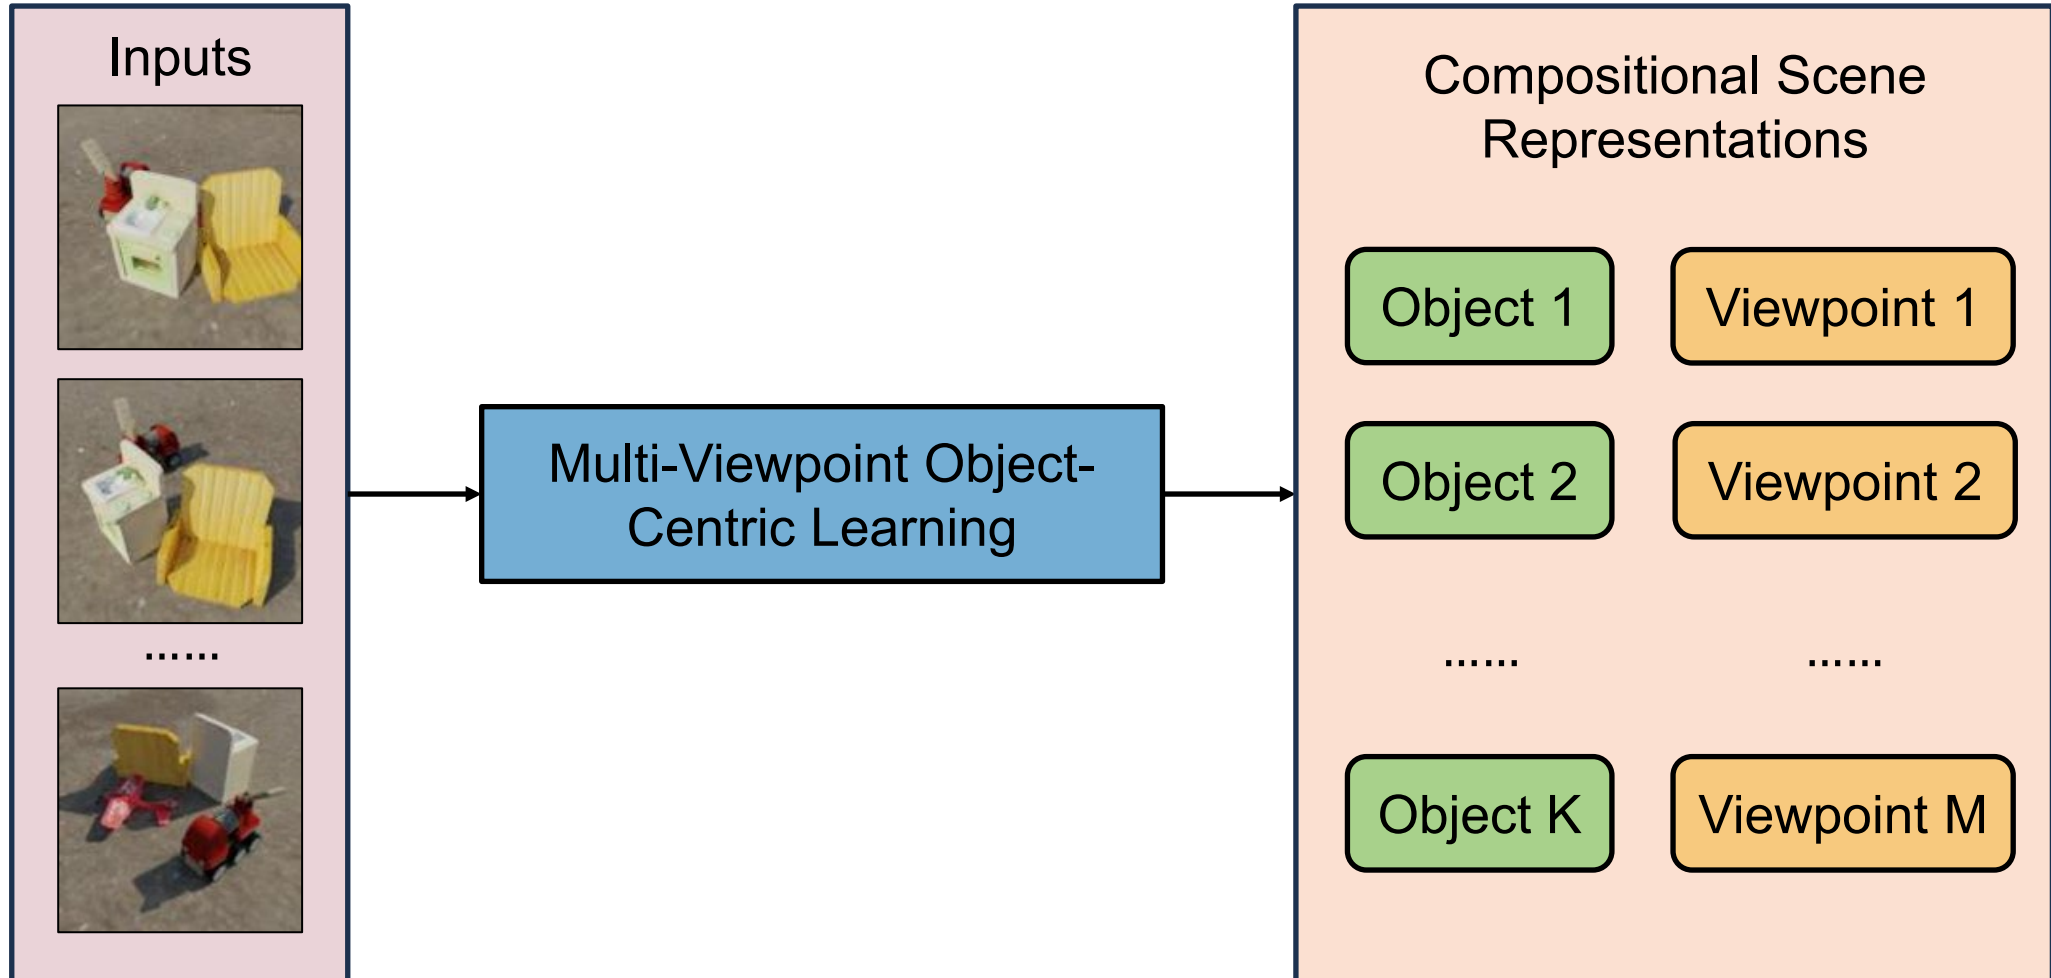 Inputs
……
Multi-Viewpoint Object-
Centric Learning
Compositional Scene
Representations
Object 1
Viewpoint 1
Object 2
Viewpoint 2
……
……
Object K
Viewpoint M